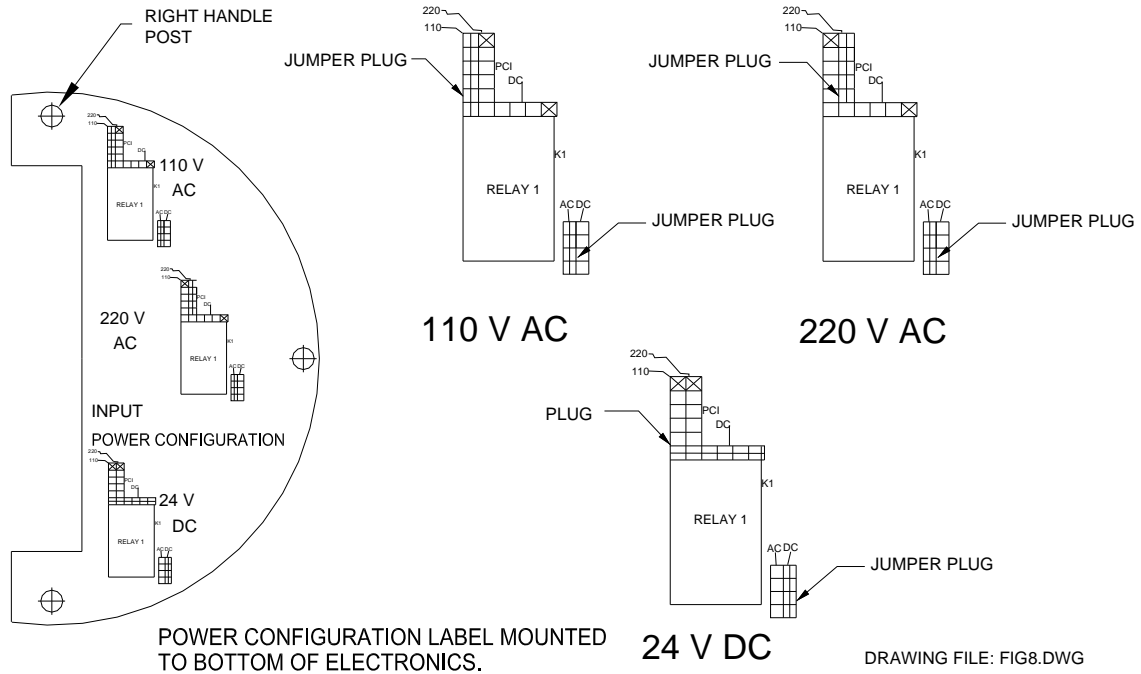 RIGHT HANDLE
POST
220
110
PCI
DC
110 V
AC
K1
RELAY 1
AC DC
220
110
PCI
DC
220 V
AC
K1
RELAY 1
AC DC
INPUT
POWER CONFIGURATION
220
110
PCI
DC
24 V
DC
K1
RELAY 1
AC DC
POWER CONFIGURATION LABEL MOUNTED
TO BOTTOM OF ELECTRONICS.
220
110
JUMPER PLUG
PCI
DC
K1
RELAY 1
AC DC
JUMPER PLUG
110 V AC
220
110
JUMPER PLUG
PCI
DC
K1
RELAY 1
AC DC
JUMPER PLUG
220 V AC
220
110
PLUG
PCI
DC
K1
RELAY 1
AC DC
JUMPER PLUG
24 V DC
DRAWING FILE: FIG8.DWG